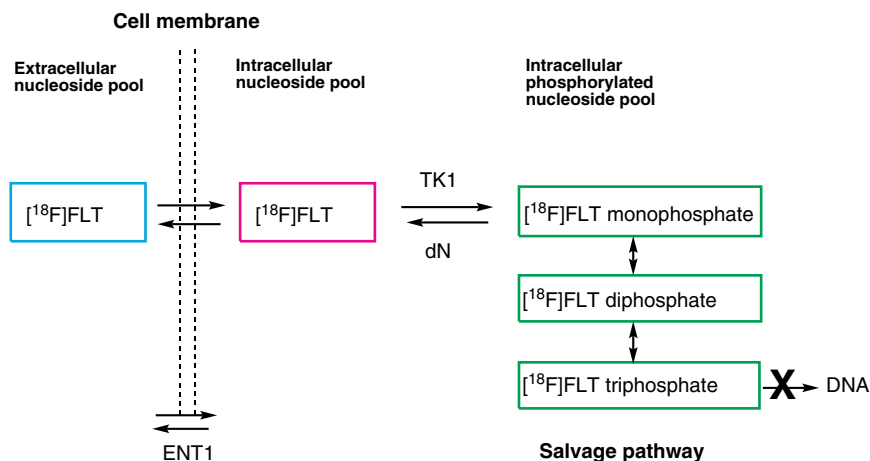 Cell membrane
Extracellular
nucleoside pool
Intracellular
nucleoside pool
Intracellular
phosphorylated
nucleoside pool
[¹⁸F]FLT
[¹⁸F]FLT
TK1
dN
[¹⁸F]FLT monophosphate
[¹⁸F]FLT diphosphate
[¹⁸F]FLT triphosphate
X
DNA
ENT1
Salvage pathway